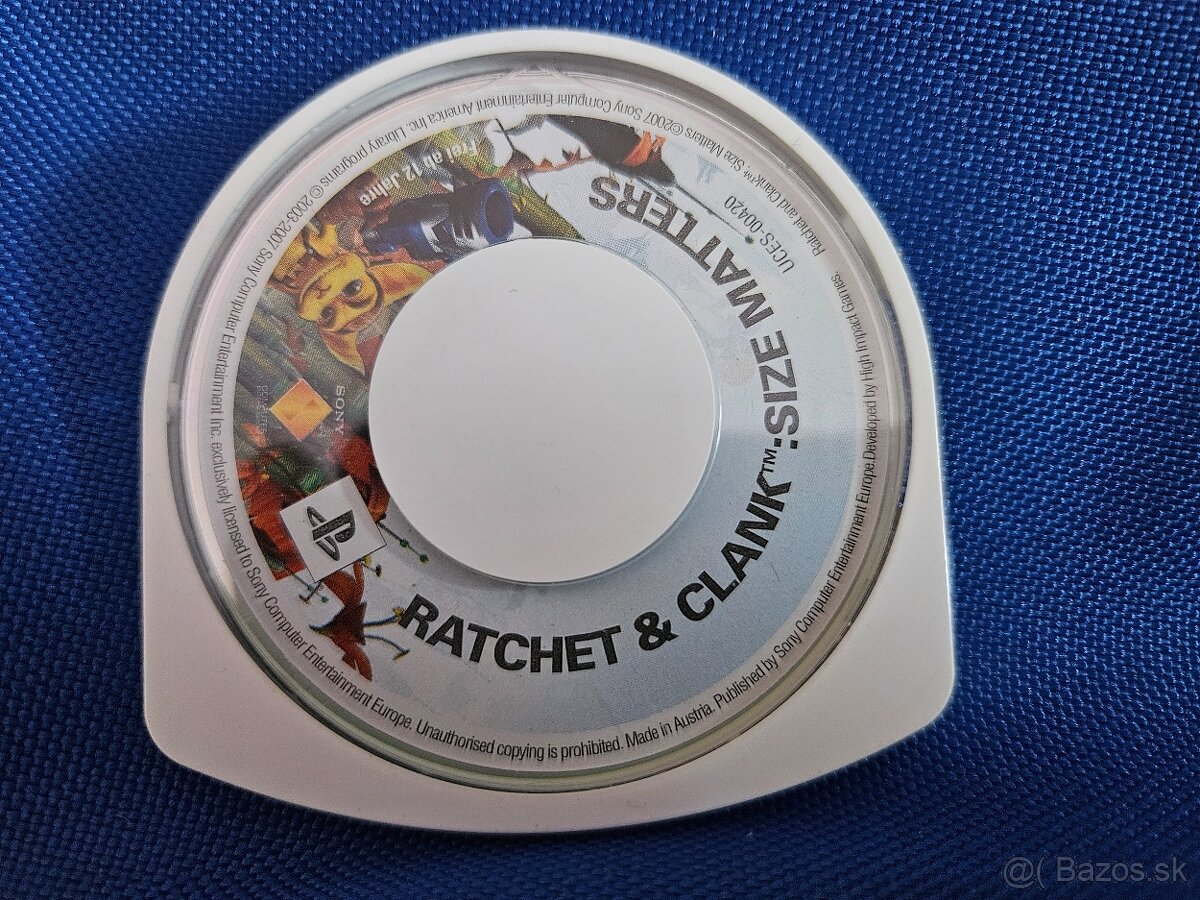 RATCHET & CLANK™: SIZE MATTERS
UCES-00420
Frei ab 12 Jahre
SONY
Ratchet and Clank™. Size Matters ©2007 Sony Computer Entertainment America Inc. Library programs © 2003-2007 Sony Computer Entertainment Inc. exclusively licensed to Sony Computer Entertainment Europe. Unauthorised copying is prohibited. Made in Austria. Published by Sony Computer Entertainment Europe.Developed by High Impact Games.
@( Bazos.sk